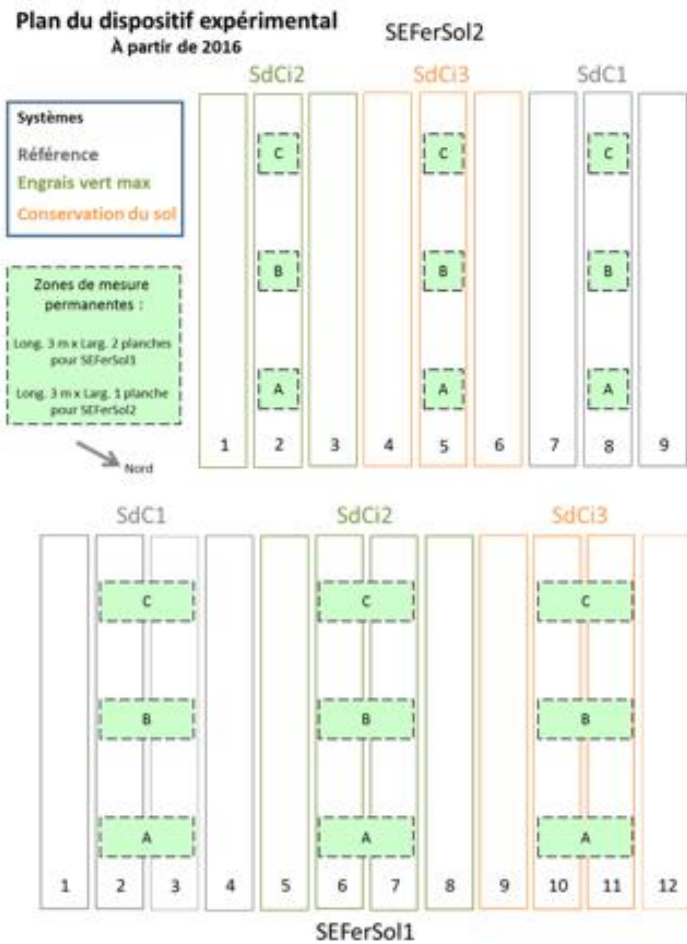 Plan du dispositif expérimental
À partir de 2016
SEFerSol2
SdCi2 SdCi3 SdC1
Systèmes
Référence
Engrais vert max
Conservation du sol
C C C
Zones de mesure
permanentes :
Long. 3 m x Larg. 2 planches
pour SEFerSol1
Long. 3 m x Larg. 1 planche
pour SEFerSol2
B B B
A A A
Nord
1 2 3 4 5 6 7 8 9
SdC1 SdCi2 SdCi3
C C C
B B B
A A A
1 2 3 4 5 6 7 8 9 10 11 12
SEFerSol1